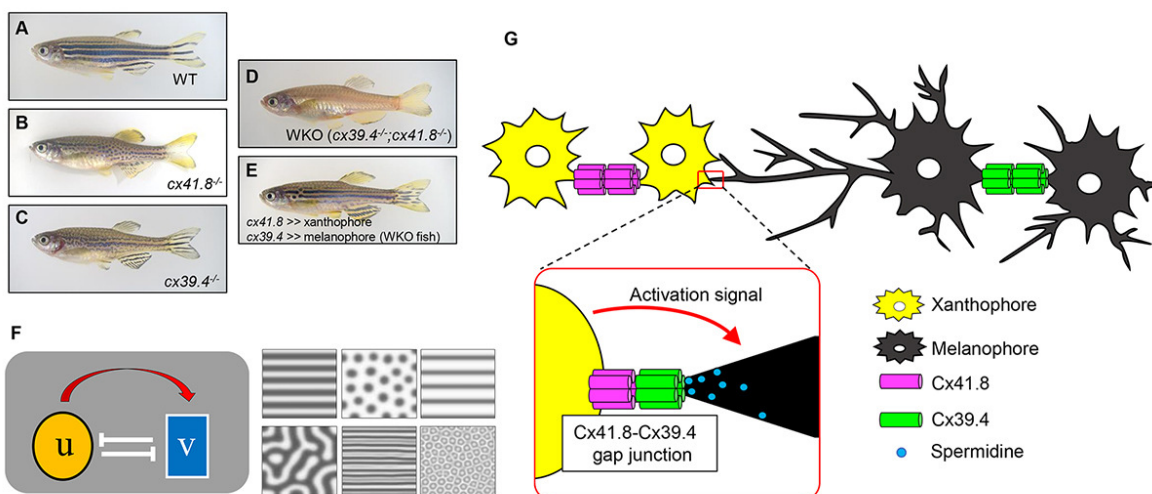 A
WT
B
cx41.8-/-
C
cx39.4-/-
D
WKO (cx39.4-/-;cx41.8-/-)
E
cx41.8 >> xanthophore
cx39.4 >> melanophore (WKO fish)
F
u
v
G
Activation signal
Cx41.8-Cx39.4
gap junction
Xanthophore
Melanophore
Cx41.8
Cx39.4
Spermidine